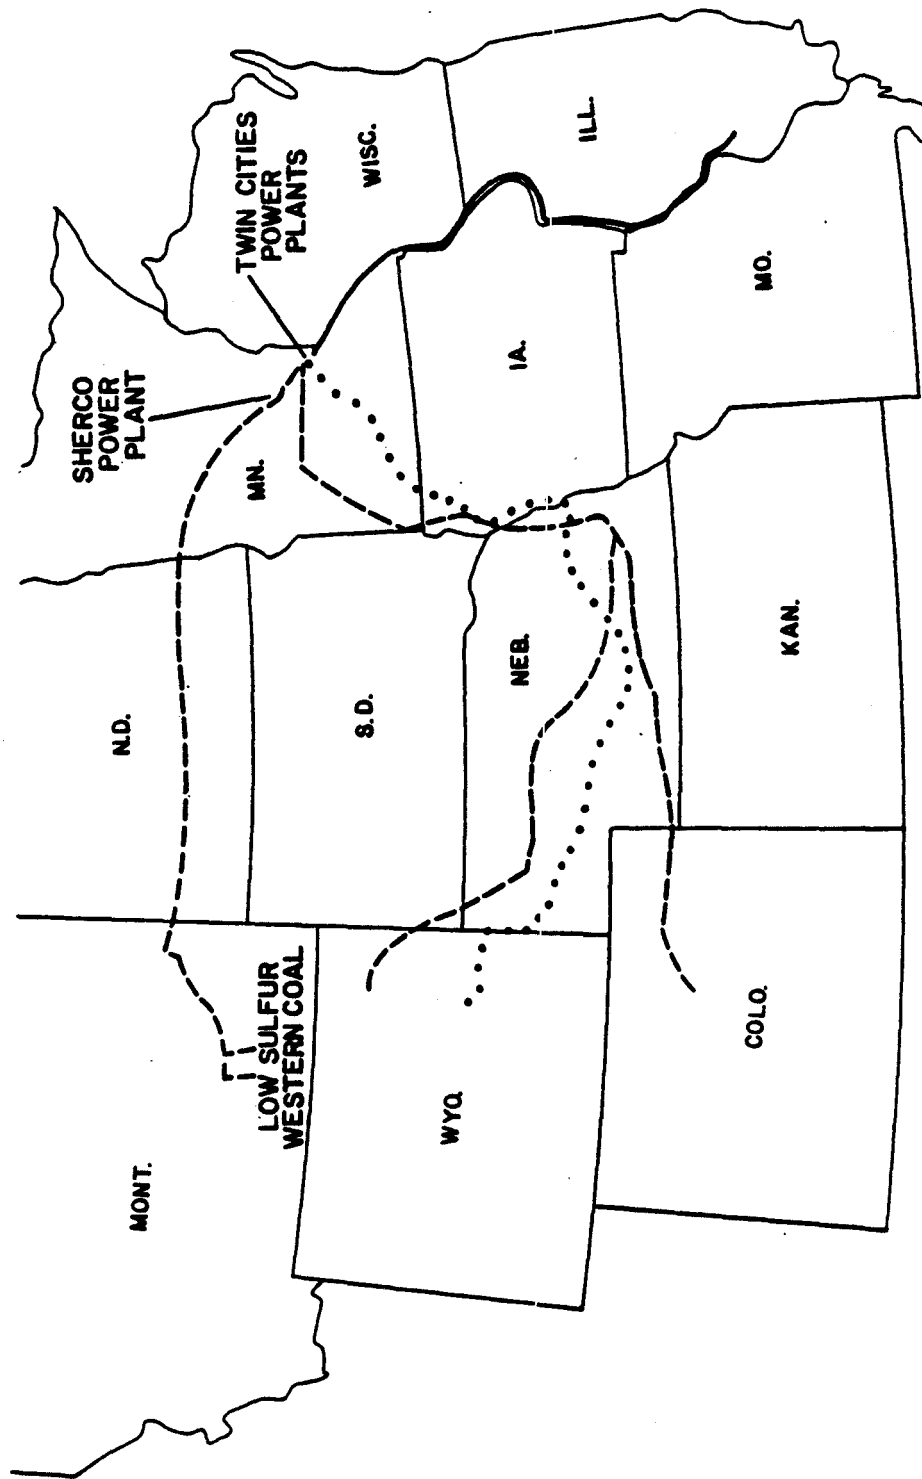 SHERCO
POWER
PLANT
TWIN CITIES
POWER
PLANTS
MONT.
N.D.
MN.
WISC.
LOW SULFUR
WESTERN COAL
S.D.
WYO.
NEB.
IA.
ILL.
COLO.
KAN.
MO.